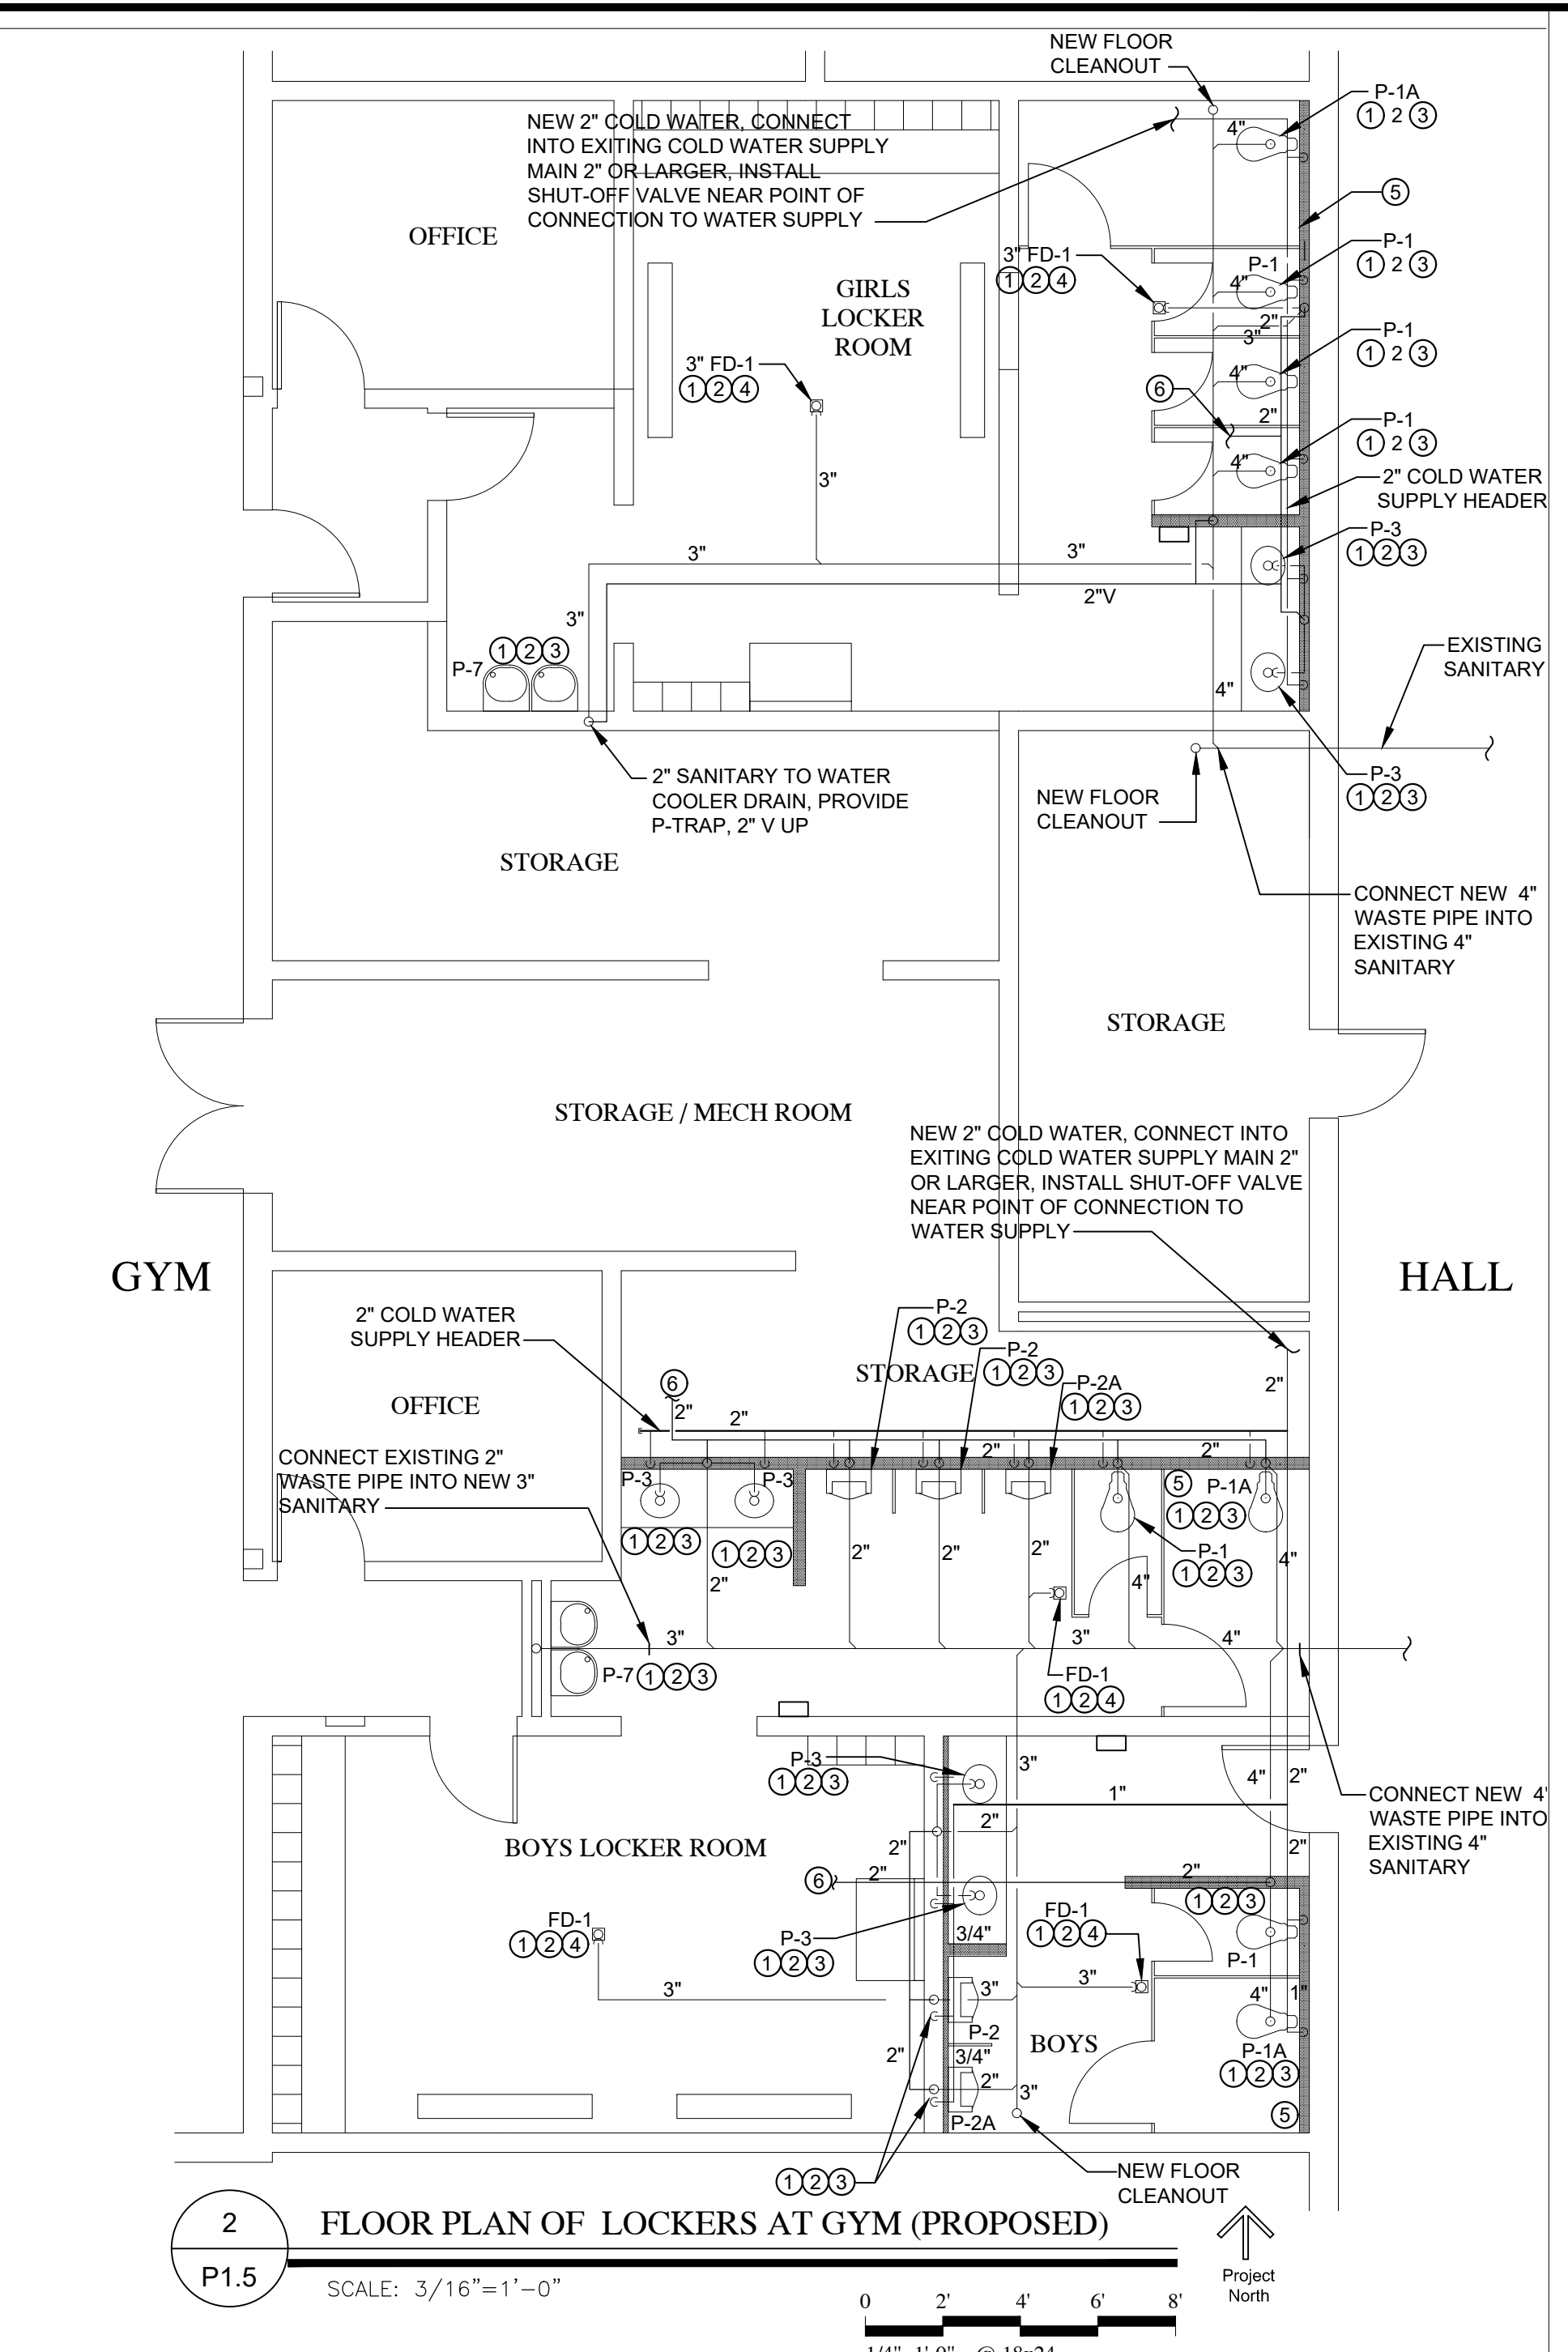 NEW FLOOR
CLEANOUT
P-1A
1 2 3
4"
NEW 2" COLD WATER, CONNECT
INTO EXITING COLD WATER SUPPLY
MAIN 2" OR LARGER, INSTALL
SHUT-OFF VALVE NEAR POINT OF
CONNECTION TO WATER SUPPLY
5
OFFICE
P-1
1 2 3
3" FD-1
1 2 4
P-1
4"
GIRLS
LOCKER
ROOM
2"
3"
P-1
1 2 3
3" FD-1
1 2 4
4"
6
2"
P-1
1 2 3
4"
3"
2" COLD WATER
SUPPLY HEADER
P-3
1 2 3
3"
3"
2"V
3"
1 2 3
P-7
EXISTING
SANITARY
4"
2" SANITARY TO WATER
COOLER DRAIN, PROVIDE
P-TRAP, 2" V UP
P-3
1 2 3
NEW FLOOR
CLEANOUT
STORAGE
CONNECT NEW 4"
WASTE PIPE INTO
EXISTING 4"
SANITARY
STORAGE
STORAGE / MECH ROOM
NEW 2" COLD WATER, CONNECT INTO
EXITING COLD WATER SUPPLY MAIN 2"
OR LARGER, INSTALL SHUT-OFF VALVE
NEAR POINT OF CONNECTION TO
WATER SUPPLY
GYM
HALL
2" COLD WATER
SUPPLY HEADER
P-2
1 2 3
P-2
1 2 3
STORAGE
P-2A
1 2 3
6
2"
2"
2"
OFFICE
2"
2"
CONNECT EXISTING 2"
WASTE PIPE INTO NEW 3"
SANITARY
P-3
P-3
5
P-1A
1 2 3
1 2 3
1 2 3
P-1
1 2 3
2"
2"
2"
2"
4"
4"
3"
3"
4"
P-7 1 2 3
FD-1
1 2 4
P-3
1 2 3
3"
4"
2"
1"
CONNECT NEW 4'
WASTE PIPE INTO
EXISTING 4"
SANITARY
2"
2"
2"
BOYS LOCKER ROOM
6
2"
2"
1 2 3
FD-1
1 2 4
P-3
1 2 3
3/4"
FD-1
1 2 4
P-1
3"
3"
3"
4"
1"
P-2
BOYS
2"
3/4"
2"
3"
P-1A
1 2 3
P-2A
5
1 2 3
NEW FLOOR
CLEANOUT
2
P1.5
FLOOR PLAN OF LOCKERS AT GYM (PROPOSED)
SCALE: 3/16"=1'-0"
Project
North
0 2' 4' 6' 8'